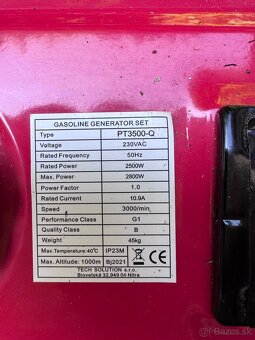 GASOLINE GENERATOR SET
Type PT3500-Q
Voltage 230VAC
Rated Frequency 50Hz
Rated Power 2500W
Max. Power 2800W
Power Factor 1.0
Rated Current 10.9A
Speed 3000/min
Performance Class G1
Quality Class B
Weight 45kg
Max.Temperature:40°C IP23M
Max. Altitude: 1000m Bj2021
TECH SOLUTION s.r.o.
Bioveterská 32,949 04 Nitra
sbazos.sk